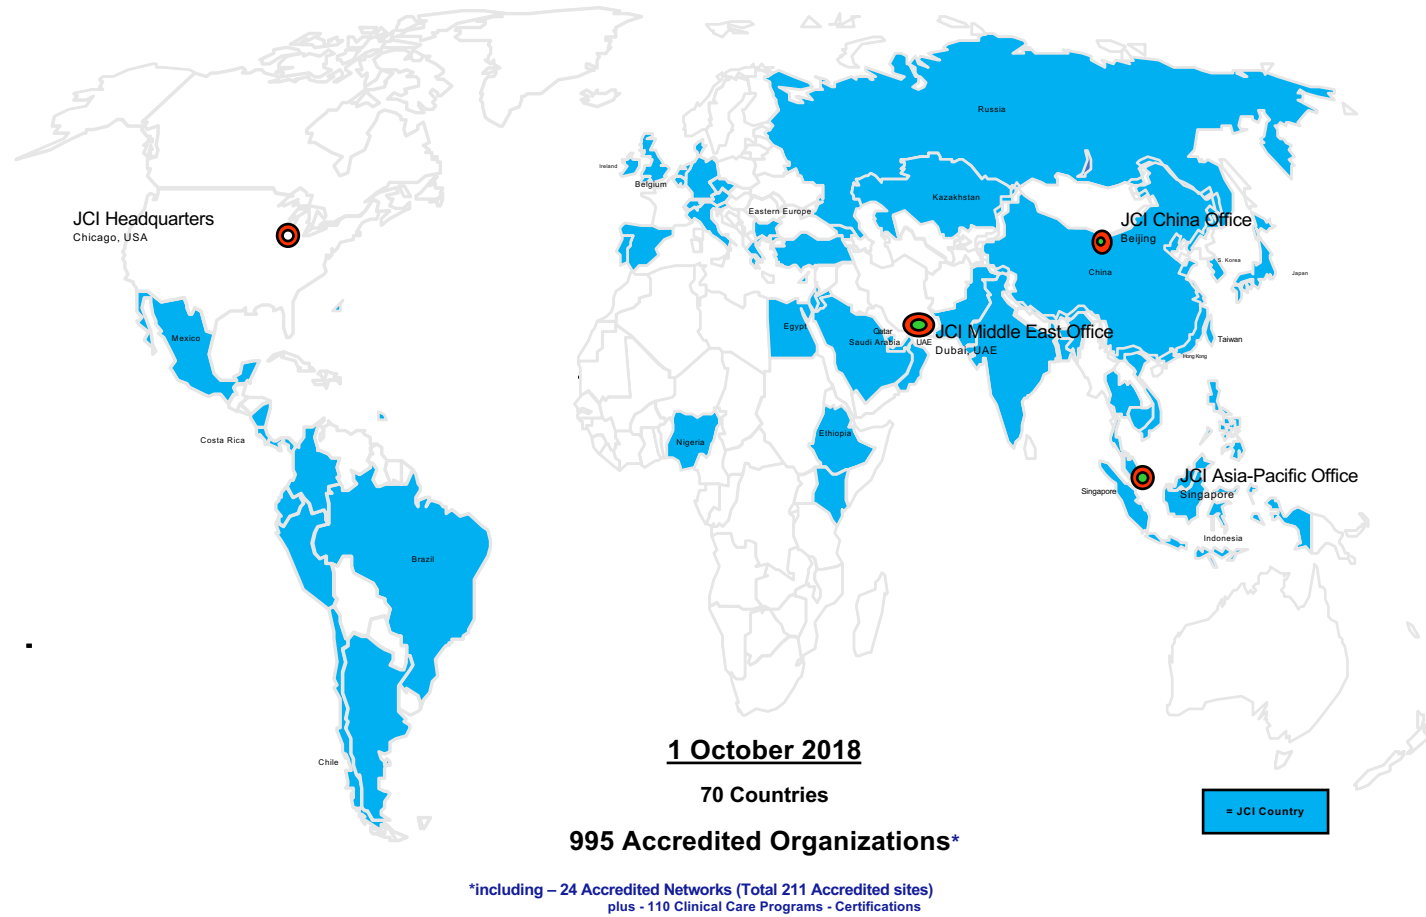 Russia
Ireland
Belgium
Kazakhstan
Eastern Europe
JCI Headquarters
Chicago, USA
JCI China Office
Beijing
S. Korea
Japan
China
Mexico
Egypt
Qatar
Saudi Arabia
UAE
JCI Middle East Office
Dubai, UAE
Taiwan
Hong Kong
Costa Rica
Nigeria
Ethiopia
JCI Asia-Pacific Office
Singapore
Singapore
Indonesia
Brazil
Chile
1 October 2018
70 Countries
995 Accredited Organizations*
= JCI Country
*including – 24 Accredited Networks (Total 211 Accredited sites)
plus - 110 Clinical Care Programs - Certifications